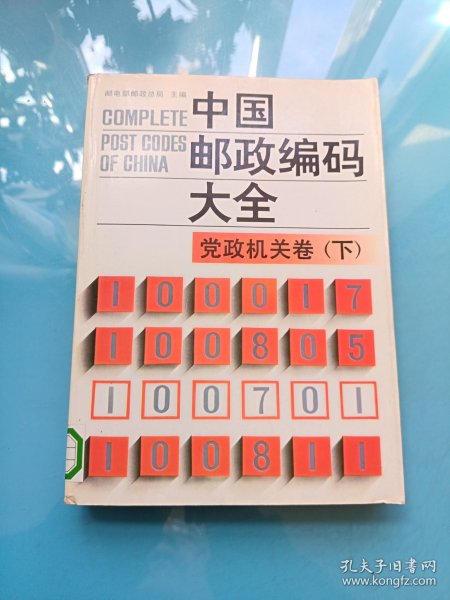 邮电部邮政总局 主编
COMPLETE
POST CODES
OF CHINA
中国
邮政编码
大全
党政机关卷(下)
100017
100805
100701
100811
孔夫子旧书网
www.kongfz.com